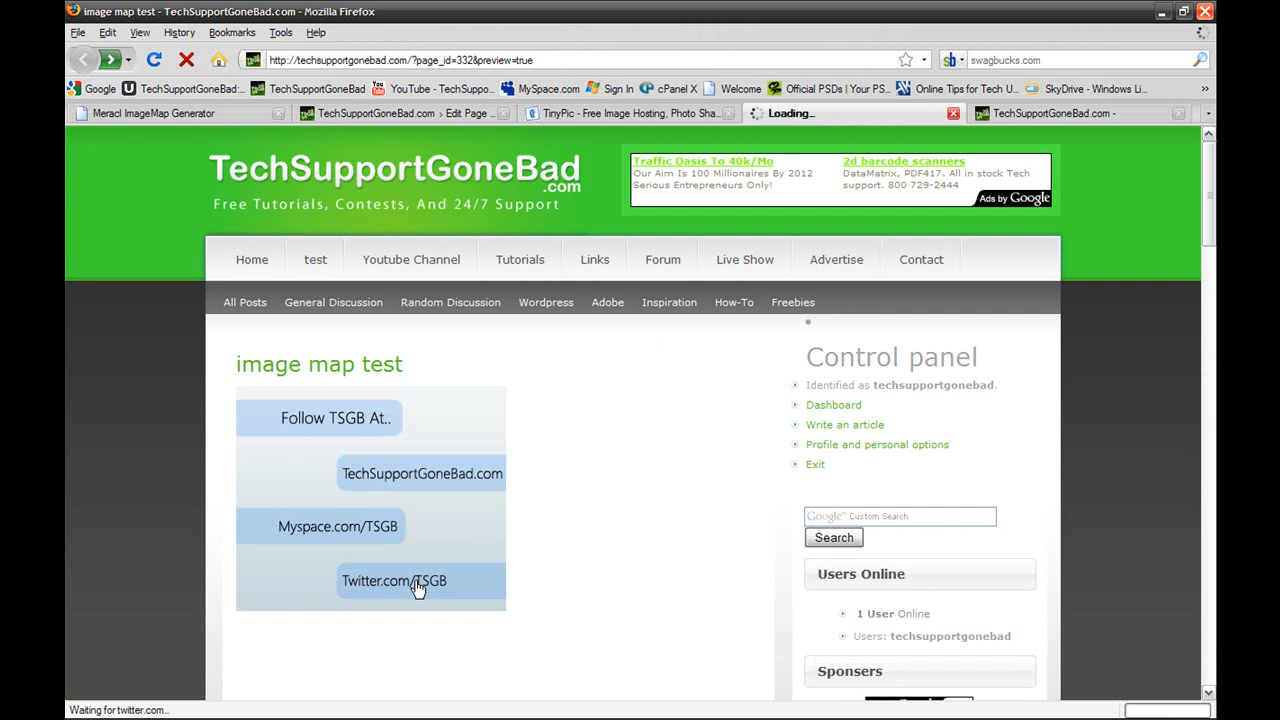 image map test - TechSupportGoneBad.com - Mozilla Firefox
File Edit View History Bookmarks Tools Help
http://techsupportgonebad.com/?page_id=332&preview=true
swagbucks.com
Google TechSupportGoneBad:... TechSupportGoneBad YouTube - TechSuppo... MySpace.com Sign In cPanel X Welcome Official PSDs | Your PS... Online Tips for Tech U... SkyDrive - Windows Li...
Meracl ImageMap Generator TechSupportGoneBad.com › Edit Page ... TinyPic - Free Image Hosting, Photo Sha... Loading... TechSupportGoneBad.com -
TechSupportGoneBad
.com
Free Tutorials, Contests, And 24/7 Support
Traffic Oasis To 40k/Mo
Our Aim Is 100 Millionaires By 2012
Serious Entrepreneurs Only!
2d barcode scanners
DataMatrix, PDF417. All in stock Tech
support. 800 729-2444
Ads by Google
Home test Youtube Channel Tutorials Links Forum Live Show Advertise Contact
All Posts General Discussion Random Discussion Wordpress Adobe Inspiration How-To Freebies
image map test
Follow TSGB At..
TechSupportGoneBad.com
Myspace.com/TSGB
Twitter.com/TSGB
Control panel
Identified as techsupportgonebad.
Dashboard
Write an article
Profile and personal options
Exit
Google™ Custom Search
Search
Users Online
1 User Online
Users: techsupportgonebad
Sponsers
Waiting for twitter.com...